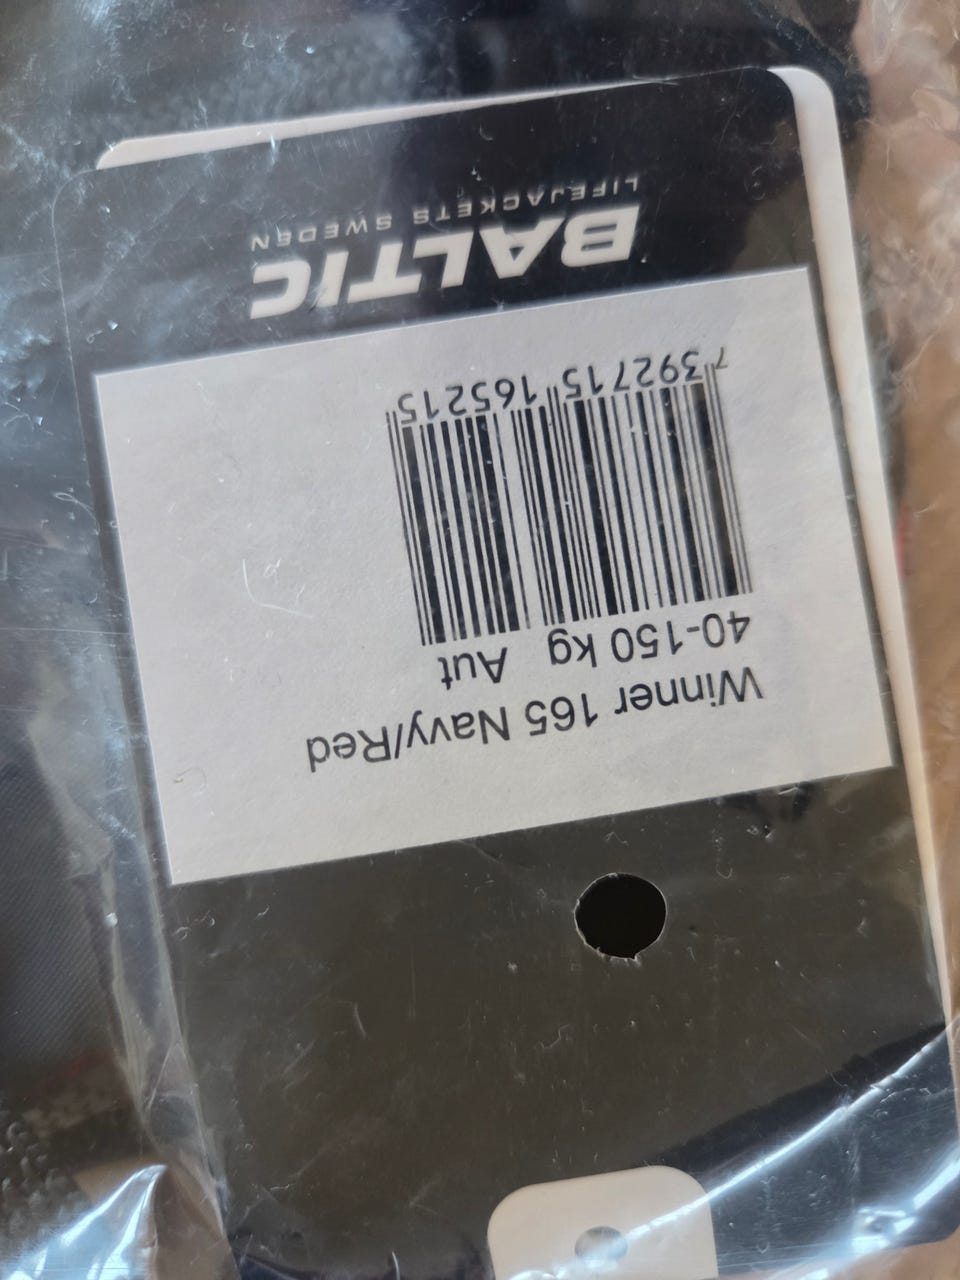 Winner 165 Navy/Red
40-150 kg Aut
7 392715 165215
BALTIC
LIFEJACKETS SWEDEN